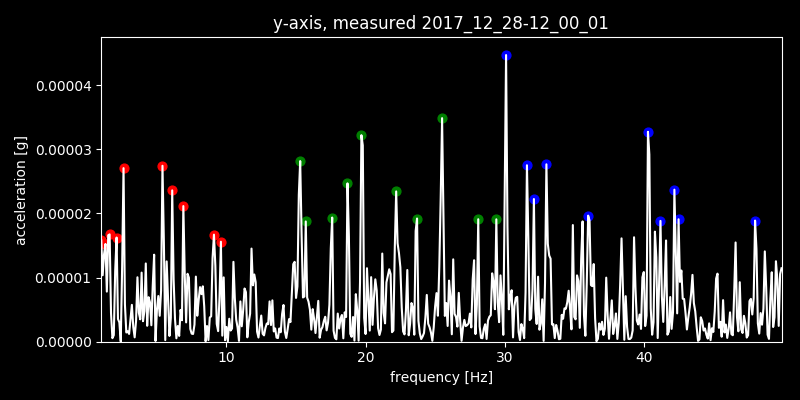 y-axis, measured 2017_12_28-12_00_01
acceleration [g]
0.00004
0.00003
0.00002
0.00001
0.00000
10 20 30 40
frequency [Hz]